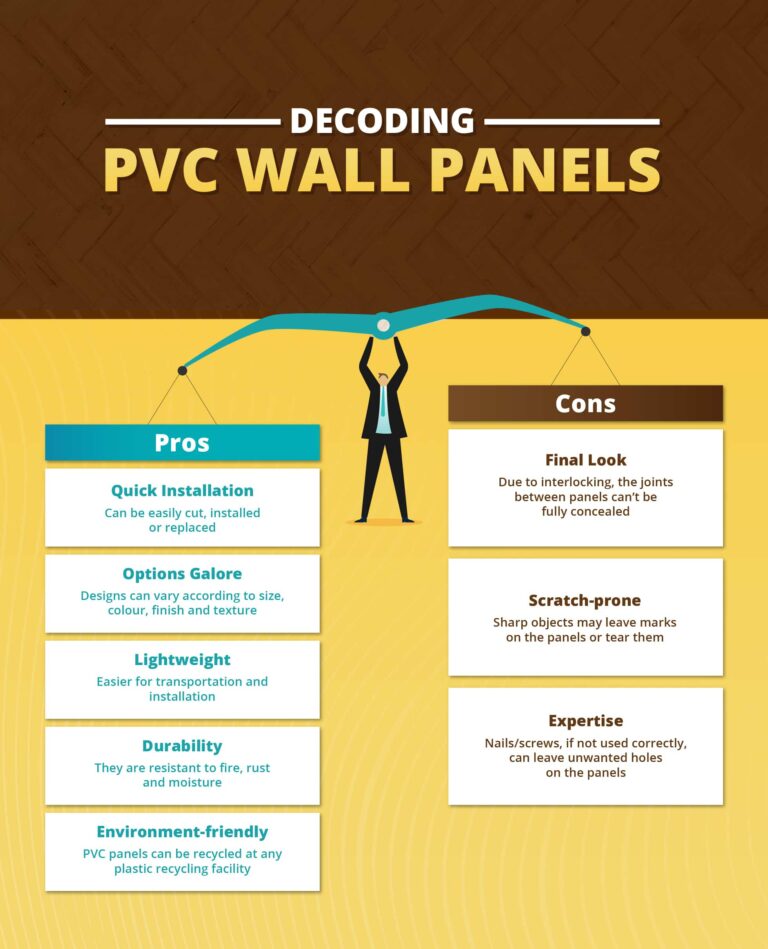 DECODING
PVC WALL PANELS
Pros
Quick Installation
Can be easily cut, installed
or replaced
Options Galore
Designs can vary according to size,
colour, finish and texture
Lightweight
Easier for transportation and
installation
Durability
They are resistant to fire, rust
and moisture
Environment-friendly
PVC panels can be recycled at any
plastic recycling facility
Cons
Final Look
Due to interlocking, the joints
between panels can’t be
fully concealed
Scratch-prone
Sharp objects may leave marks
on the panels or tear them
Expertise
Nails/screws, if not used correctly,
can leave unwanted holes
on the panels